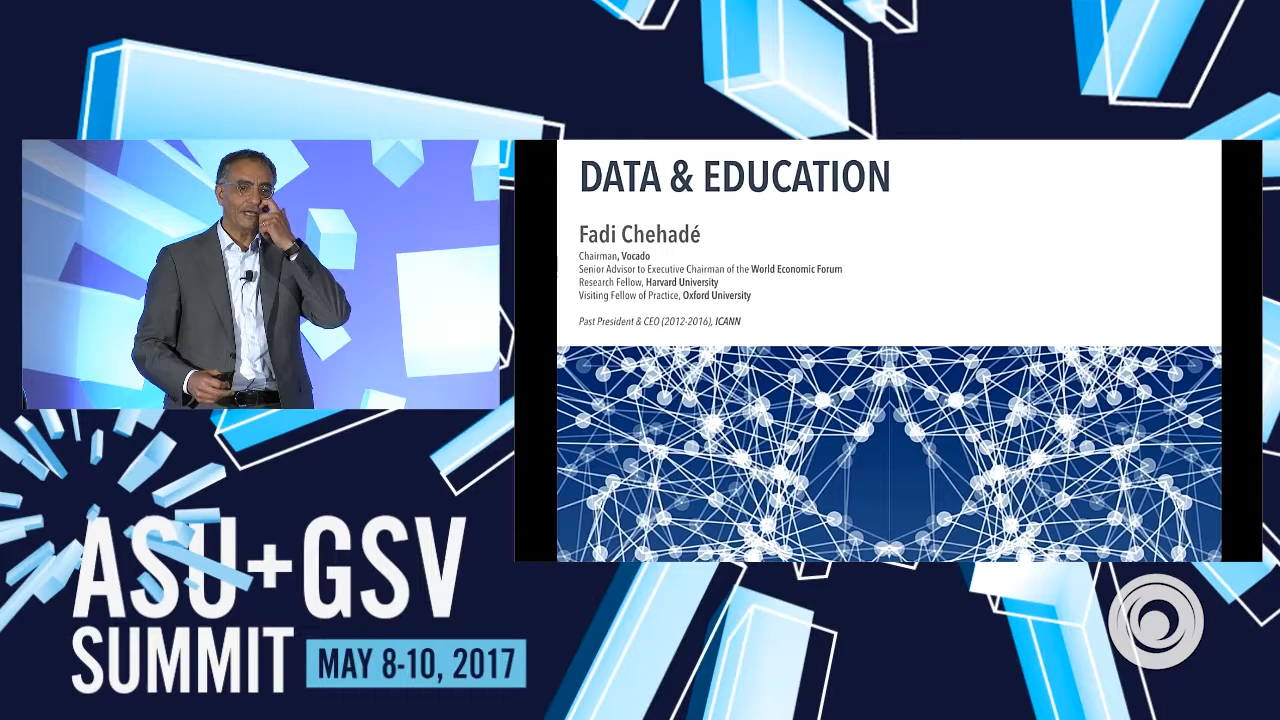 DATA & EDUCATION
Fadi Chehadé
Chairman, Vocado
Senior Advisor to Executive Chairman of the World Economic Forum
Research Fellow, Harvard University
Visiting Fellow of Practice, Oxford University
Past President & CEO (2012-2016), ICANN
ASU+GSV
SUMMIT
MAY 8-10, 2017